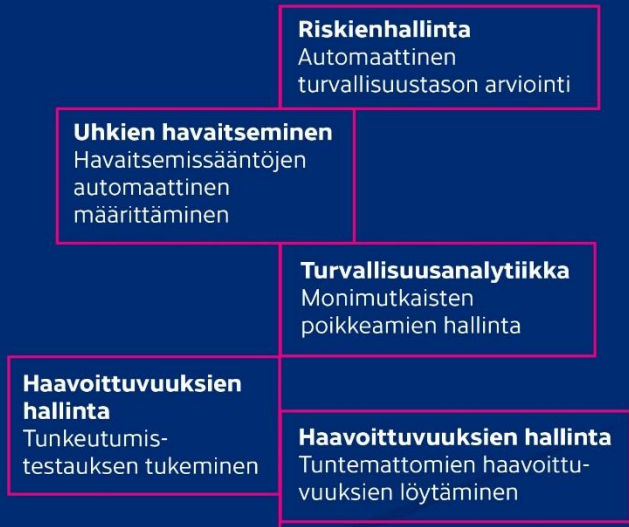 Riskienhallinta
Automaattinen
turvallisuustason arviointi
Uhkien havaitseminen
Havaitsemissääntöjen
automaattinen
määrittäminen
Turvallisuusanalytiikka
Monimutkaisten
poikkeamien hallinta
Haavoittuvuuksien
hallinta
Tunkeutumis-
testauksen tukeminen
Haavoittuvuuksien hallinta
Tuntemattomien haavoittu-
vuuksien löytäminen